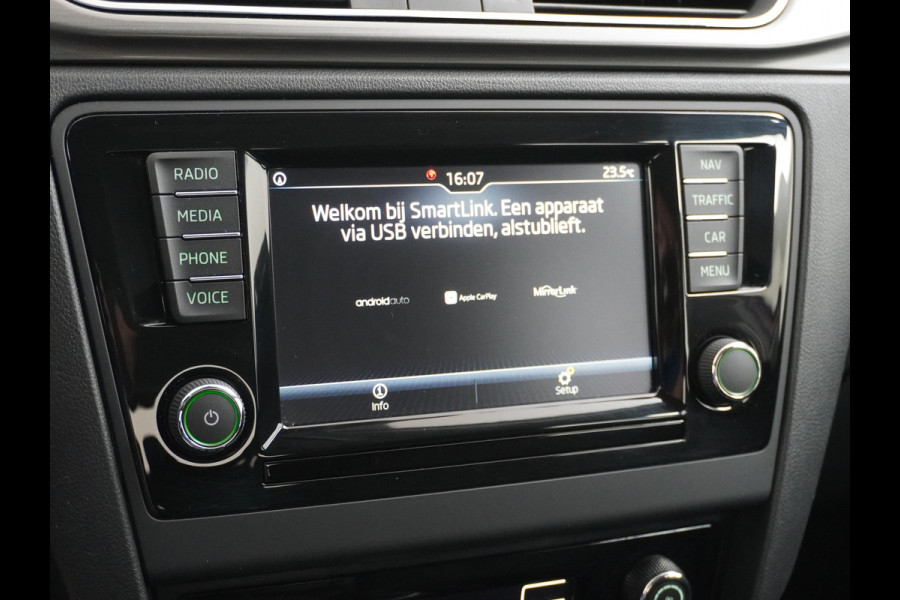 RADIO
MEDIA
PHONE
VOICE
16:07
23.5°C
Welkom bij SmartLink. Een apparaat
via USB verbinden, alstublieft.
androidauto
Apple CarPlay
MirrorLink
Info
Setup
NAV
TRAFFIC
CAR
MENU